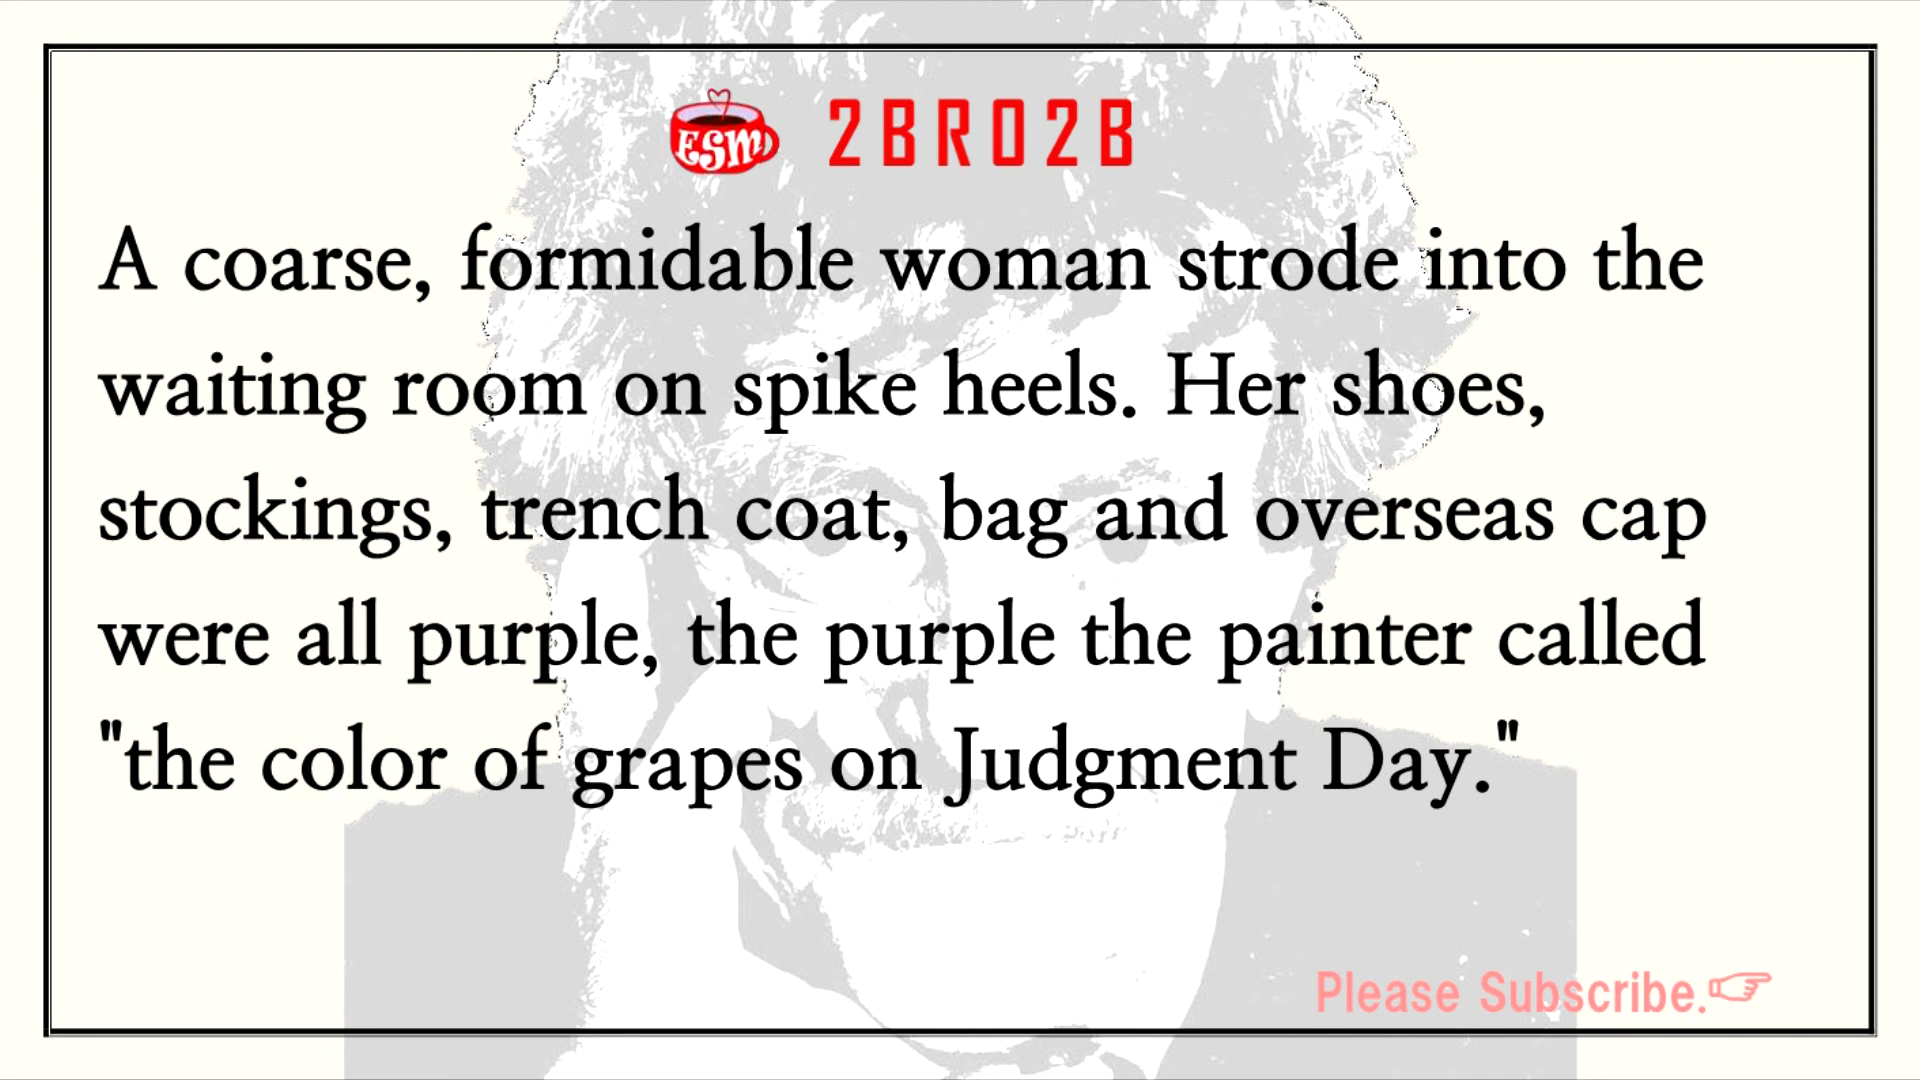 ESM 2BR02B
A coarse, formidable woman strode into the
waiting room on spike heels. Her shoes,
stockings, trench coat, bag and overseas cap
were all purple, the purple the painter called
"the color of grapes on Judgment Day."
Please Subscribe.